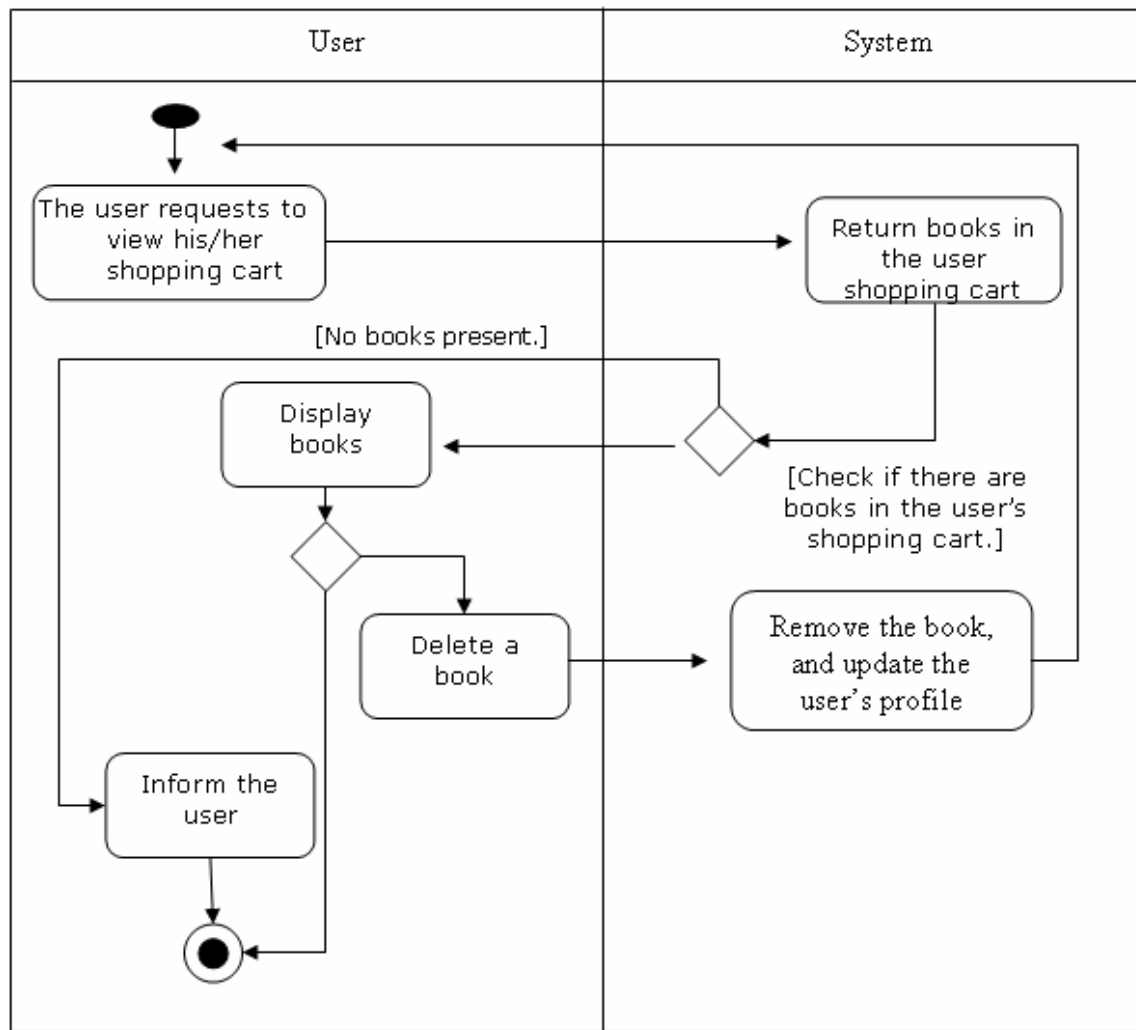 User
System
The user requests to
view his/her
shopping cart
Return books in
the user
shopping cart
[No books present.]
Display
books
[Check if there are
books in the user's
shopping cart.]
Delete a
book
Remove the book,
and update the
user's profile
Inform the
user